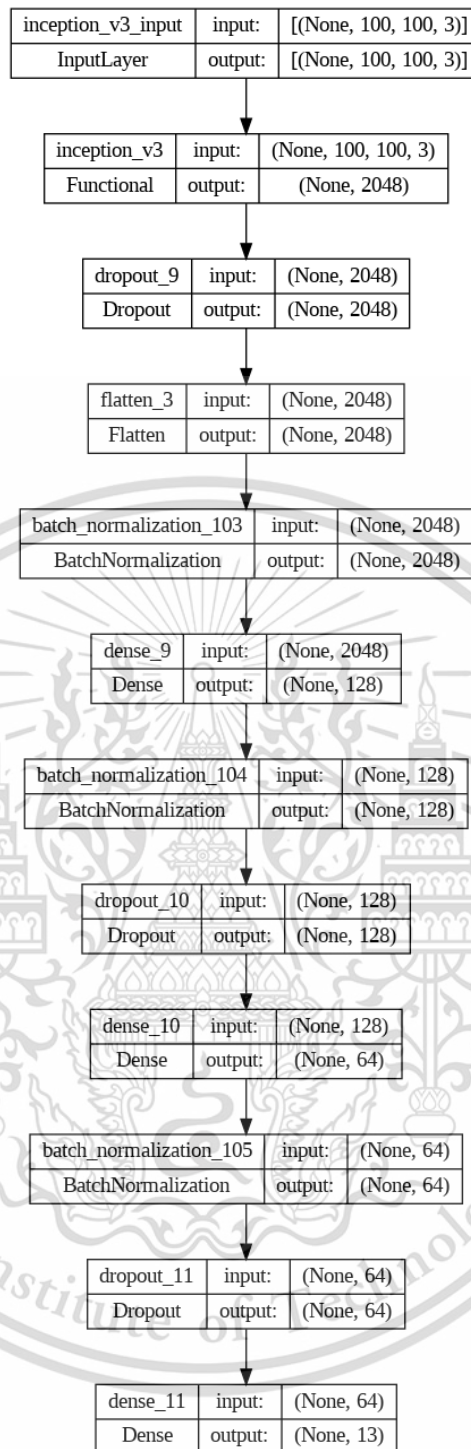 inception_v3_input input: [(None, 100, 100, 3)]
InputLayer output: [(None, 100, 100, 3)]
inception_v3 input: (None, 100, 100, 3)
Functional output: (None, 2048)
dropout_9 input: (None, 2048)
Dropout output: (None, 2048)
flatten_3 input: (None, 2048)
Flatten output: (None, 2048)
batch_normalization_103 input: (None, 2048)
BatchNormalization output: (None, 2048)
dense_9 input: (None, 2048)
Dense output: (None, 128)
batch_normalization_104 input: (None, 128)
BatchNormalization output: (None, 128)
dropout_10 input: (None, 128)
Dropout output: (None, 128)
dense_10 input: (None, 128)
Dense output: (None, 64)
batch_normalization_105 input: (None, 64)
BatchNormalization output: (None, 64)
dropout_11 input: (None, 64)
Dropout output: (None, 64)
dense_11 input: (None, 64)
Dense output: (None, 13)
of